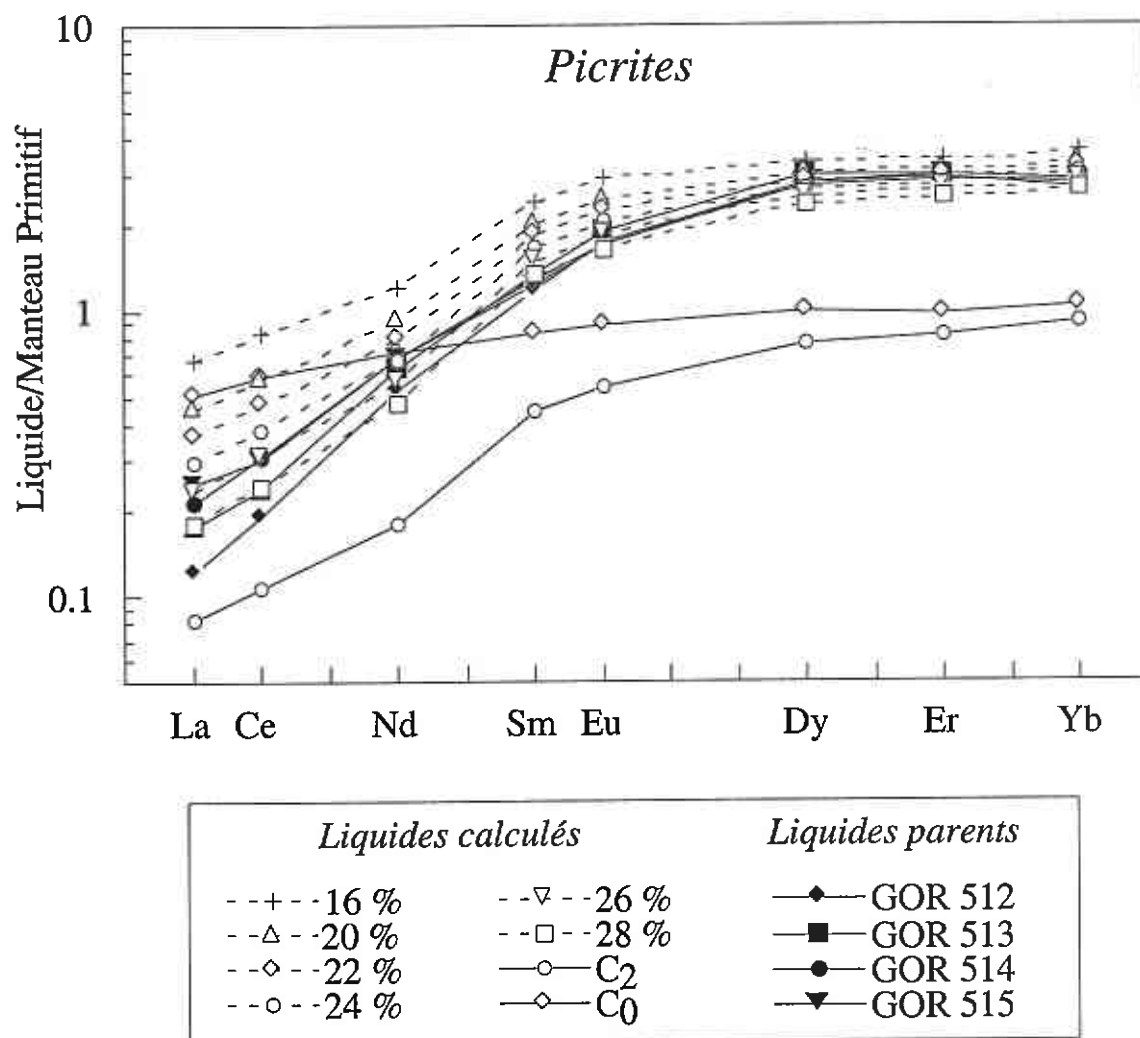 10
Picrites
Liquide/Manteau Primitif
1
0.1
La Ce Nd Sm Eu Dy Er Yb
Liquides calculés Liquides parents
16 % 26 % GOR 512
20 % 28 % GOR 513
22 % C2 GOR 514
24 % C0 GOR 515